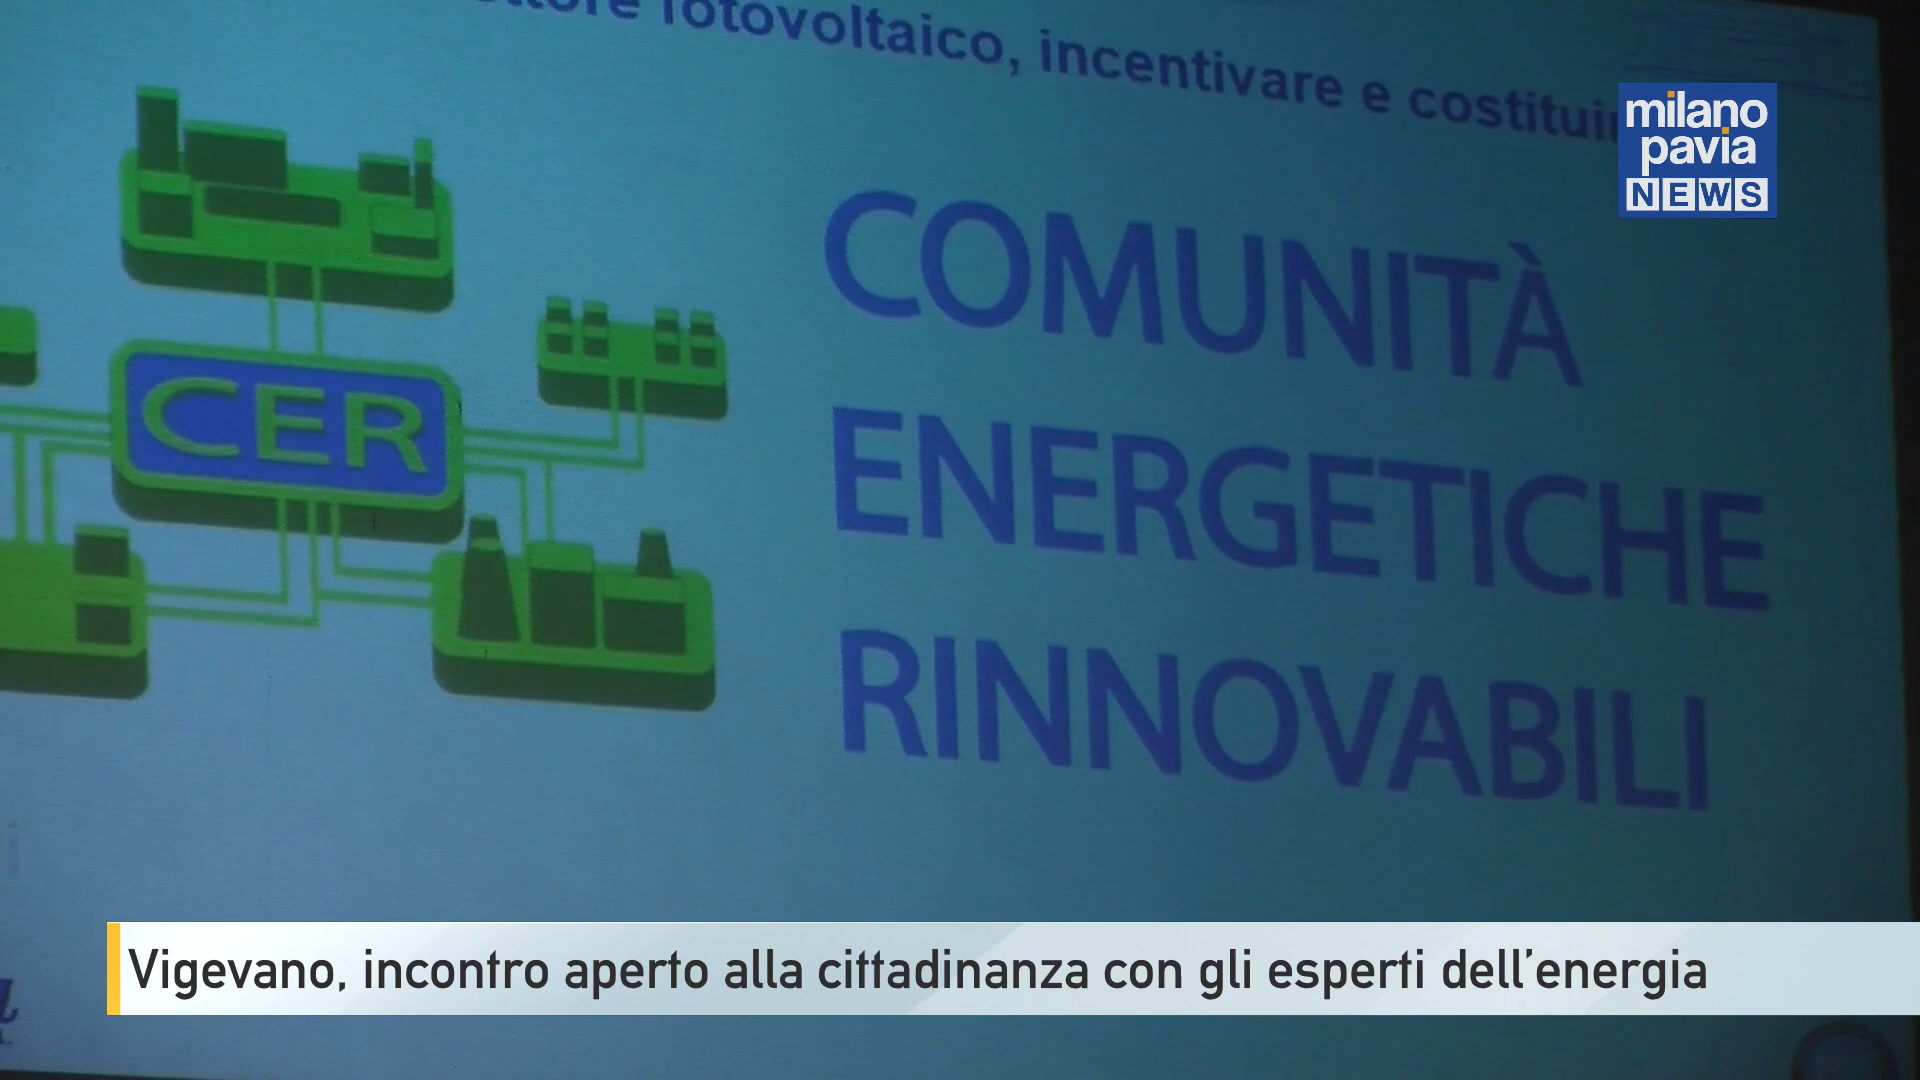 fotovoltaico, incentivare e
milano
pavia
NEWS
COMUNITÀ
CER
ENERGETICHE
RINNOVABILI
Vigevano, incontro aperto alla cittadinanza con gli esperti dell'energia